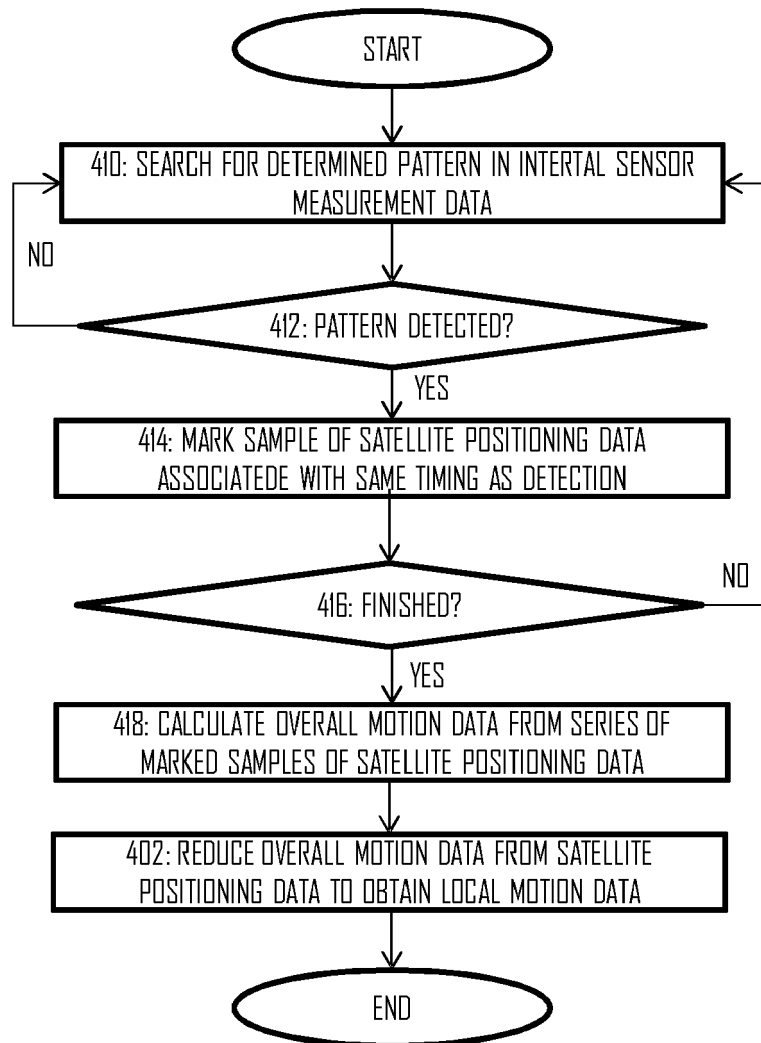 START
410: SEARCH FOR DETERMINED PATTERN IN INTERTAL SENSOR
MEASUREMENT DATA
NO
412: PATTERN DETECTED?
YES
414: MARK SAMPLE OF SATELLITE POSITIONING DATA
ASSOCIATEDE WITH SAME TIMING AS DETECTION
NO
416: FINISHED?
YES
418: CALCULATE OVERALL MOTION DATA FROM SERIES OF
MARKED SAMPLES OF SATELLITE POSITIONING DATA
402: REDUCE OVERALL MOTION DATA FROM SATELLITE
POSITIONING DATA TO OBTAIN LOCAL MOTION DATA
END